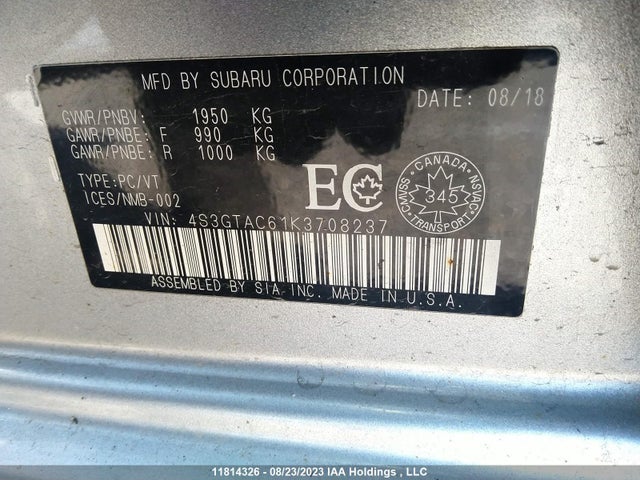 MFD BY SUBARU CORPORATION
DATE: 08/18
GVWR/PNBV: 1950 KG
GAWR/PNBE: F 990 KG
GAWR/PNBE: R 1000 KG
TYPE:PC/VT
ICES/NMB-002
EC
CANADA
CMVSS 345 NSVAC
TRANSPORT
VIN: 4S3GTAC61K3708237
ASSEMBLED BY SIA,INC. MADE IN U.S.A.
11814326 - 08/23/2023 IAA Holdings , LLC